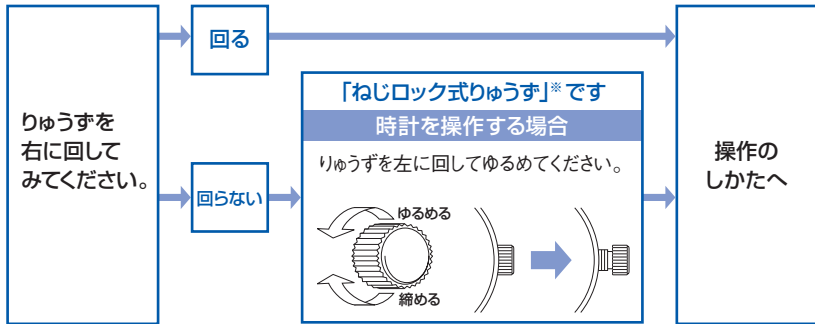 りゅうずを
右に回して
みてください。
回る
回らない
「ねじロック式りゅうず」※です
時計を操作する場合
りゅうずを左に回してゆるめてください。
ゆるめる
締める
操作の
しかたへ